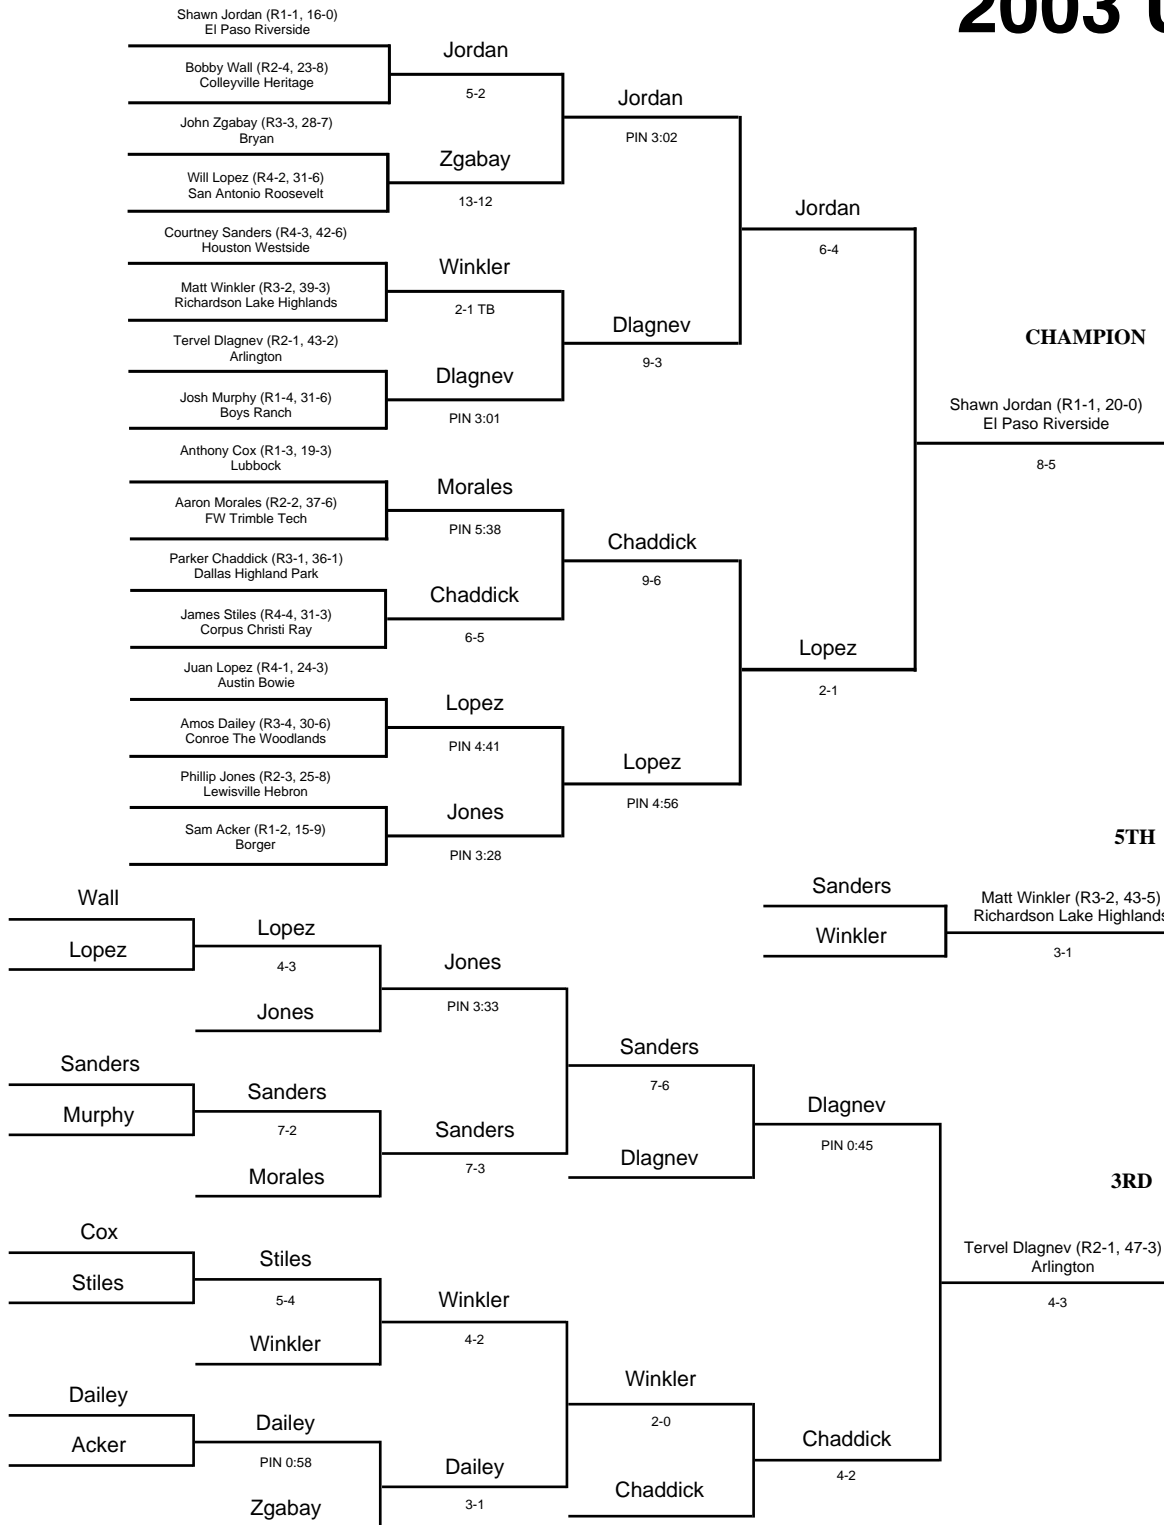 2003 U
Shawn Jordan (R1-1, 16-0)
El Paso Riverside
Bobby Wall (R2-4, 23-8)
Colleyville Heritage
John Zgabay (R3-3, 28-7)
Bryan
Will Lopez (R4-2, 31-6)
San Antonio Roosevelt
Courtney Sanders (R4-3, 42-6)
Houston Westside
Matt Winkler (R3-2, 39-3)
Richardson Lake Highlands
Tervel Dlagnev (R2-1, 43-2)
Arlington
Josh Murphy (R1-4, 31-6)
Boys Ranch
Anthony Cox (R1-3, 19-3)
Lubbock
Aaron Morales (R2-2, 37-6)
FW Trimble Tech
Parker Chaddick (R3-1, 36-1)
Dallas Highland Park
James Stiles (R4-4, 31-3)
Corpus Christi Ray
Juan Lopez (R4-1, 24-3)
Austin Bowie
Amos Dailey (R3-4, 30-6)
Conroe The Woodlands
Phillip Jones (R2-3, 25-8)
Lewisville Hebron
Sam Acker (R1-2, 15-9)
Borger
Jordan
5-2
Zgabay
13-12
Winkler
2-1 TB
Dlagnev
PIN 3:01
Morales
PIN 5:38
Chaddick
6-5
Lopez
PIN 4:41
Jones
PIN 3:28
Jordan
PIN 3:02
Dlagnev
9-3
Chaddick
9-6
Lopez
PIN 4:56
Jordan
6-4
Lopez
2-1
CHAMPION
Shawn Jordan (R1-1, 20-0)
El Paso Riverside
8-5
5TH
Sanders
Winkler
Matt Winkler (R3-2, 43-5)
Richardson Lake Highlands
3-1
Wall
Lopez
Sanders
Murphy
Cox
Stiles
Dailey
Acker
Lopez
4-3
Jones
Sanders
7-2
Morales
Stiles
5-4
Winkler
Dailey
PIN 0:58
Zgabay
Jones
PIN 3:33
Sanders
7-3
Winkler
4-2
Dailey
3-1
Sanders
7-6
Dlagnev
Winkler
2-0
Chaddick
Dlagnev
PIN 0:45
Chaddick
4-2
3RD
Tervel Dlagnev (R2-1, 47-3)
Arlington
4-3